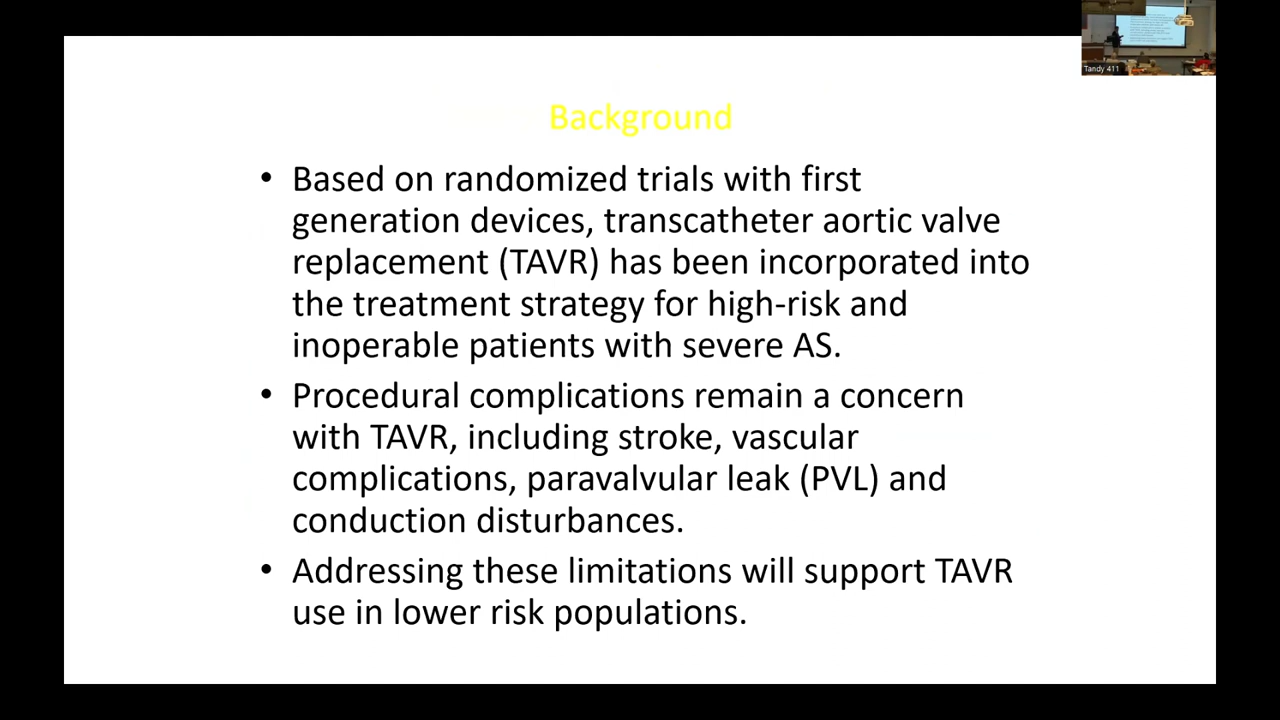 Tandy 411
Background
• Based on randomized trials with first
generation devices, transcatheter aortic valve
replacement (TAVR) has been incorporated into
the treatment strategy for high-risk and
inoperable patients with severe AS.
• Procedural complications remain a concern
with TAVR, including stroke, vascular
complications, paravalvular leak (PVL) and
conduction disturbances.
• Addressing these limitations will support TAVR
use in lower risk populations.